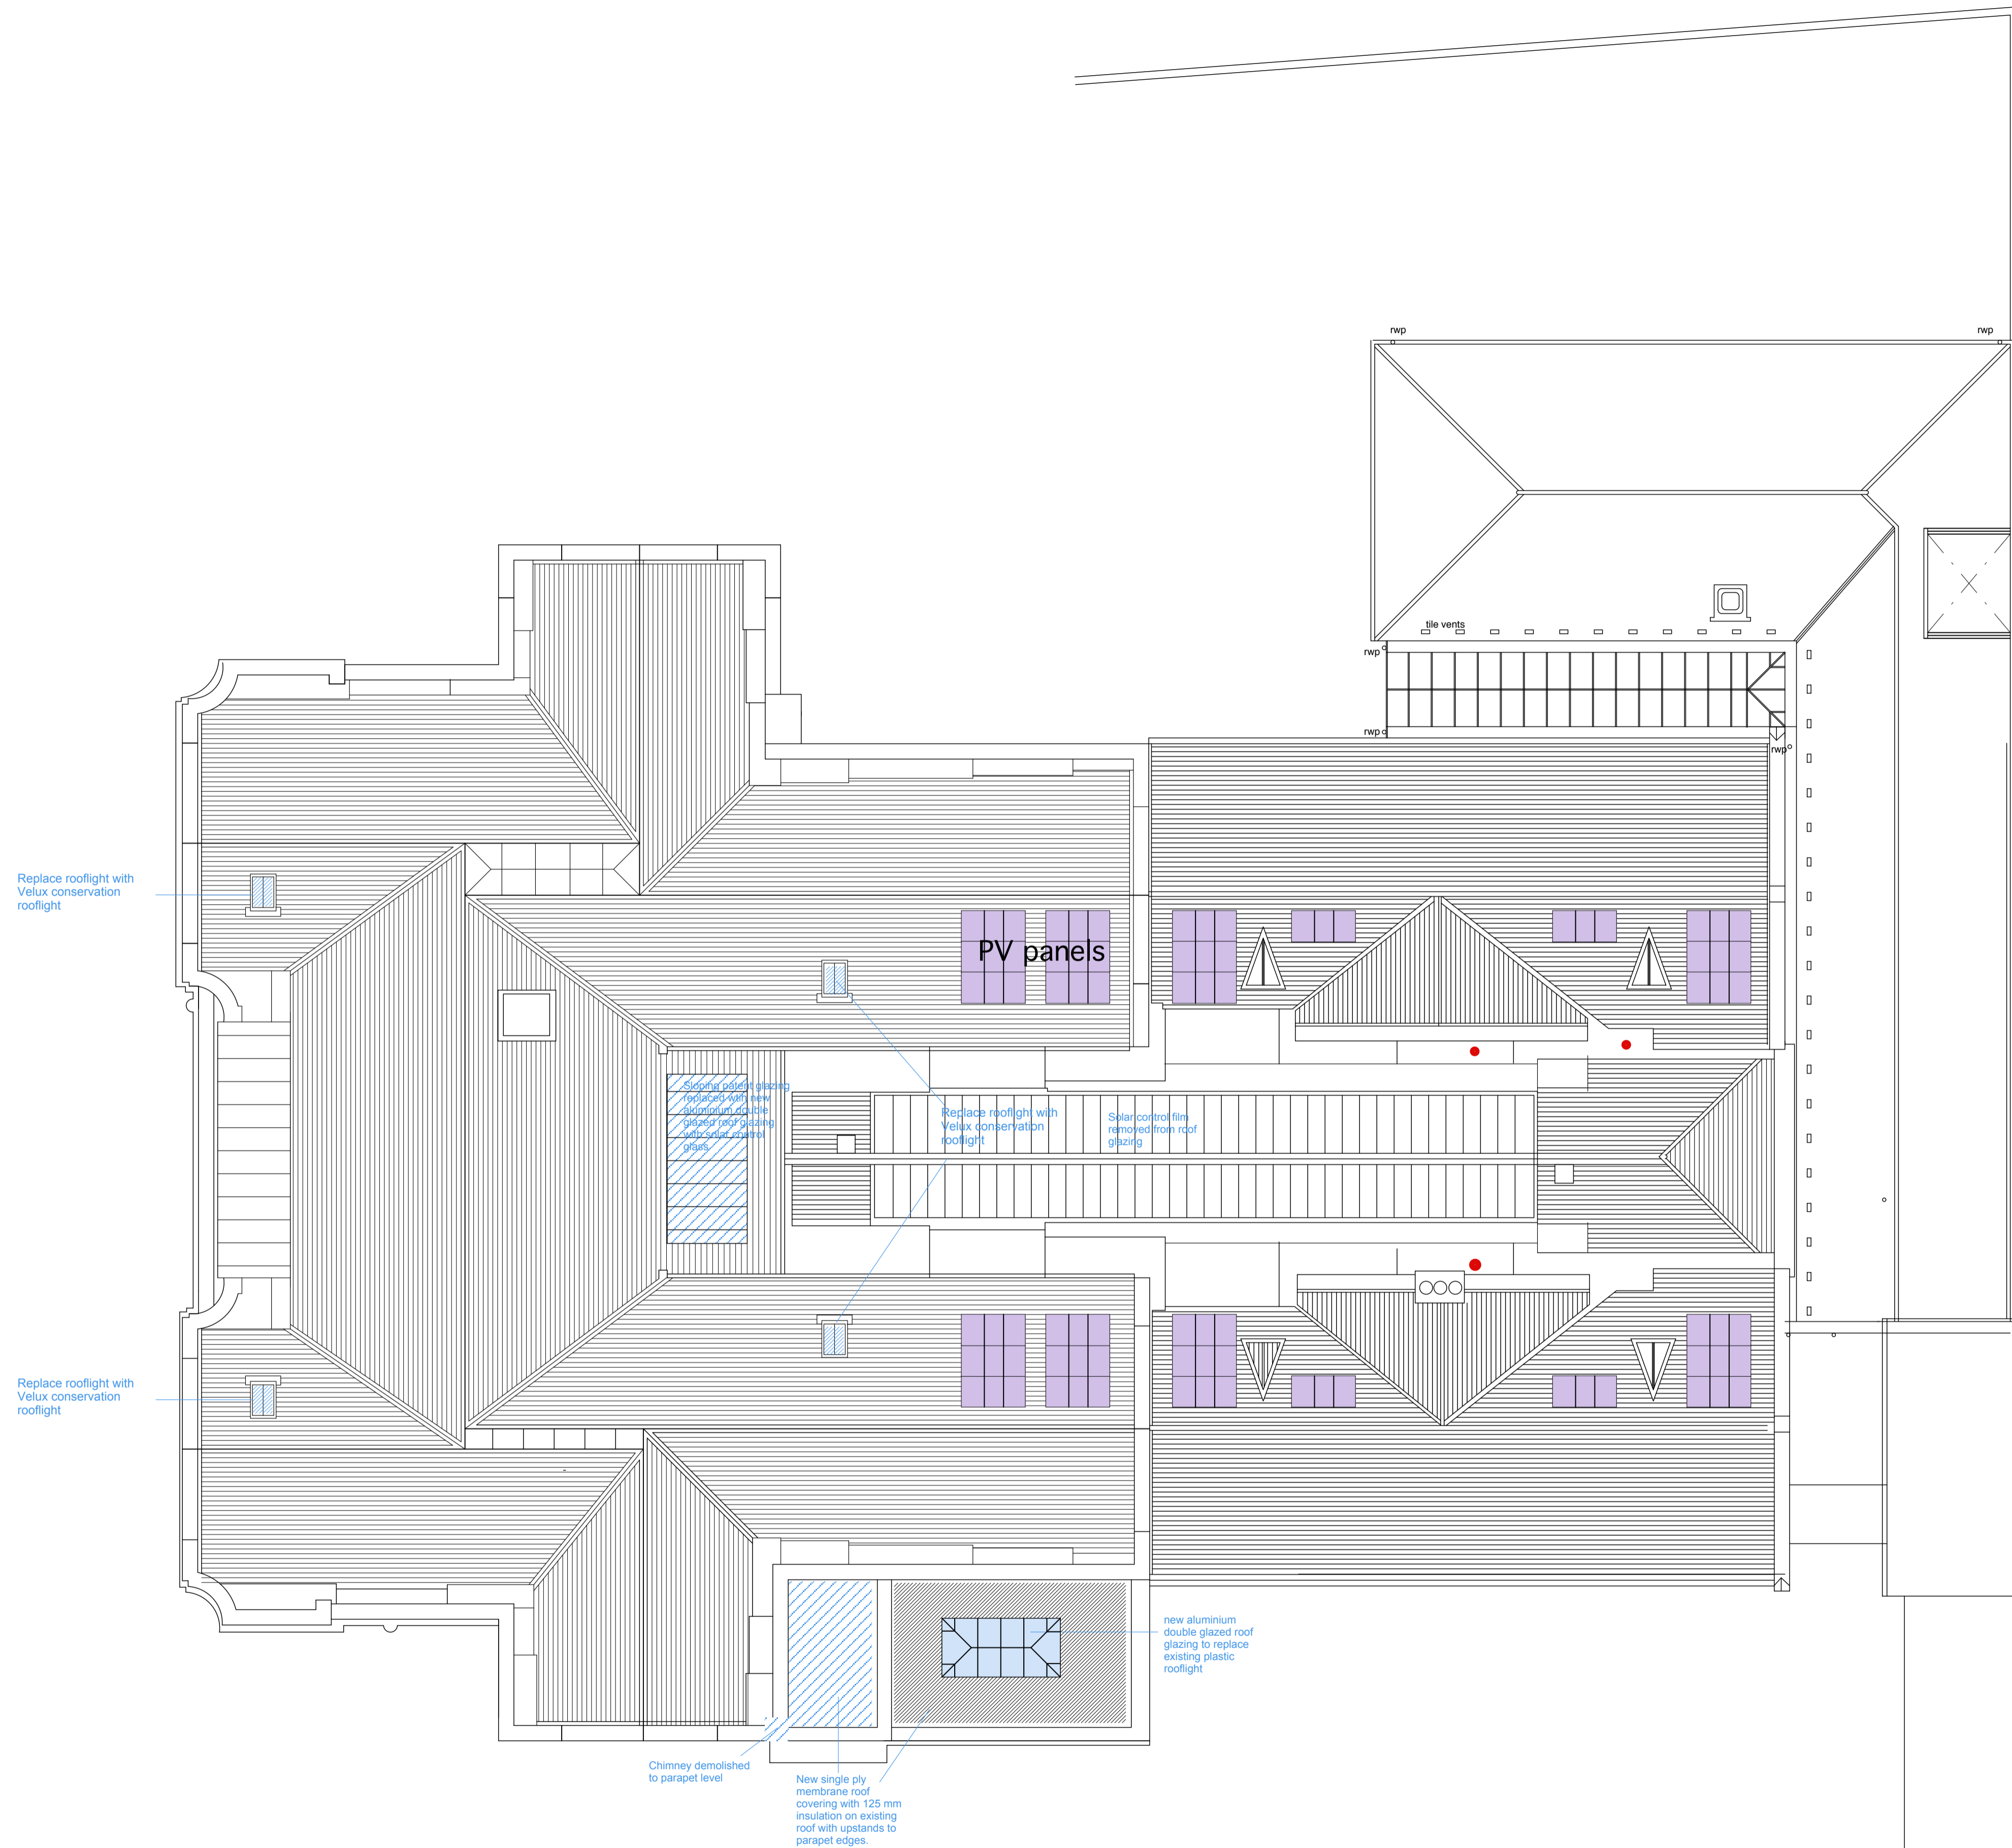 rwp
rwp
tile vents
rwp
rwp
rwp
Replace rooflight with
Velux conservation
rooflight
PV panels
Sloping patent glazing
replaced wtih new
aluminium double
glazed roof glazing
with solar control
glass
Replace rooflight with
Velux conservation
rooflight
Solar control film
removed from roof
glazing
Replace rooflight with
Velux conservation
rooflight
new aluminium
double glazed roof
glazing to replace
existing plastic
rooflight
Chimney demolished
to parapet level
New single ply
membrane roof
covering with 125 mm
insulation on existing
roof with upstands to
parapet edges.